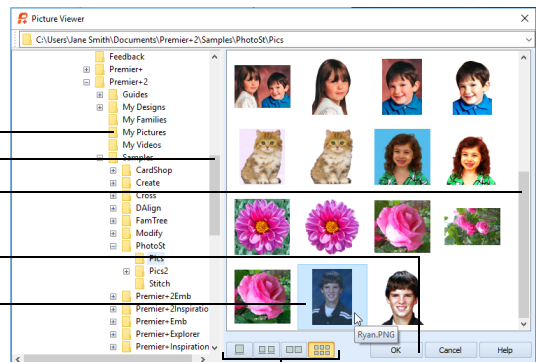 Picture Viewer
C:\Users\Jane Smith\Documents\Premier+2\Samples\PhotoSt\Pics
Feedback
Premier+
Premier+2
Guides
My Designs
My Families
My Pictures
My Videos
Samples
CardShop
Create
Cross
DAlign
FamTree
Modify
PhotoSt
Pics
Pics2
Stitch
Premier+2Emb
Premier+2Inspiratio
Premier+Emb
Premier+Explorer
Premier+Inspiration
Ryan.PNG
OK
Cancel
Help